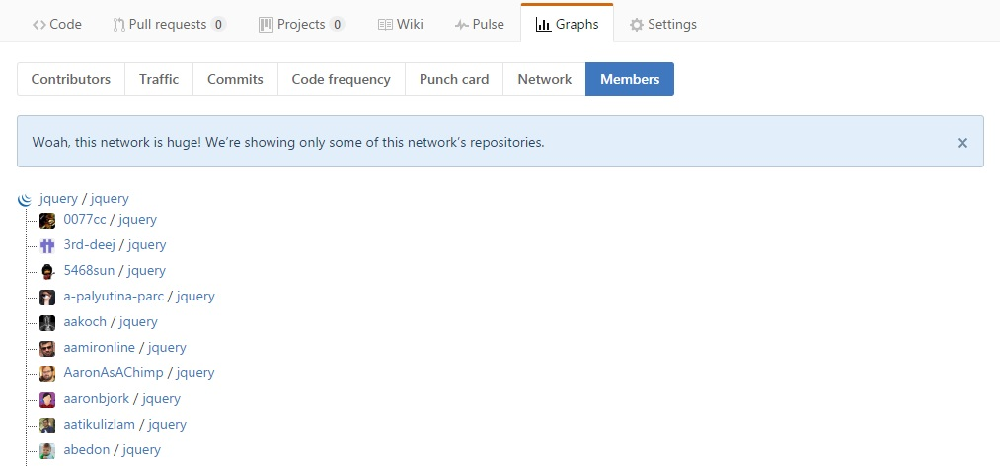 Code Pull requests 0 Projects 0 Wiki Pulse Graphs Settings
Contributors Traffic Commits Code frequency Punch card Network Members
Woah, this network is huge! We’re showing only some of this network’s repositories. ×
jquery / jquery
0077cc / jquery
3rd-deej / jquery
5468sun / jquery
a-palyutina-parc / jquery
aakoch / jquery
aamironline / jquery
AaronAsAChimp / jquery
aaronbjork / jquery
aatikulizlam / jquery
abedon / jquery